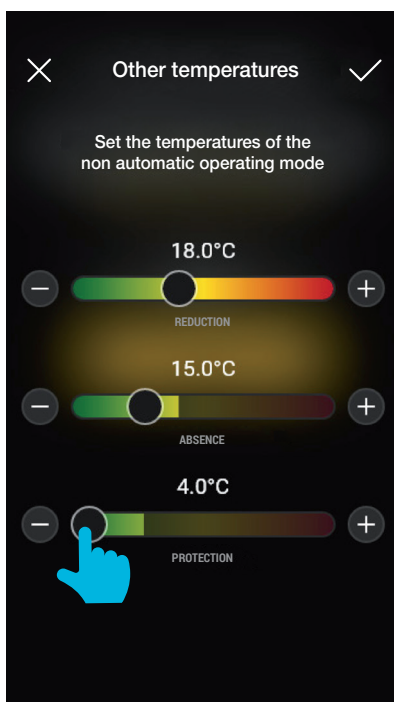 Other temperatures
Set the temperatures of the
non automatic operating mode
18.0°C
REDUCTION
15.0°C
ABSENCE
4.0°C
PROTECTION